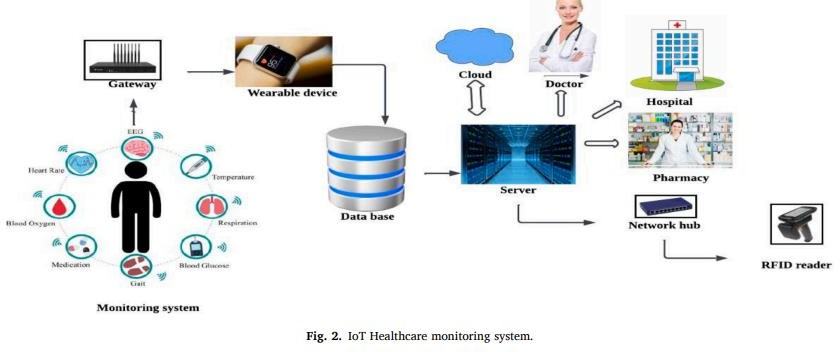 Gateway
Wearable device
Cloud
Doctor
Hospital
EEG
Heart Rate
Temperature
Blood Oxygen
Respiration
Medication
Blood Glucose
Gait
Data base
Server
Pharmacy
Network hub
RFID reader
Monitoring system
Fig. 2. IoT Healthcare monitoring system.